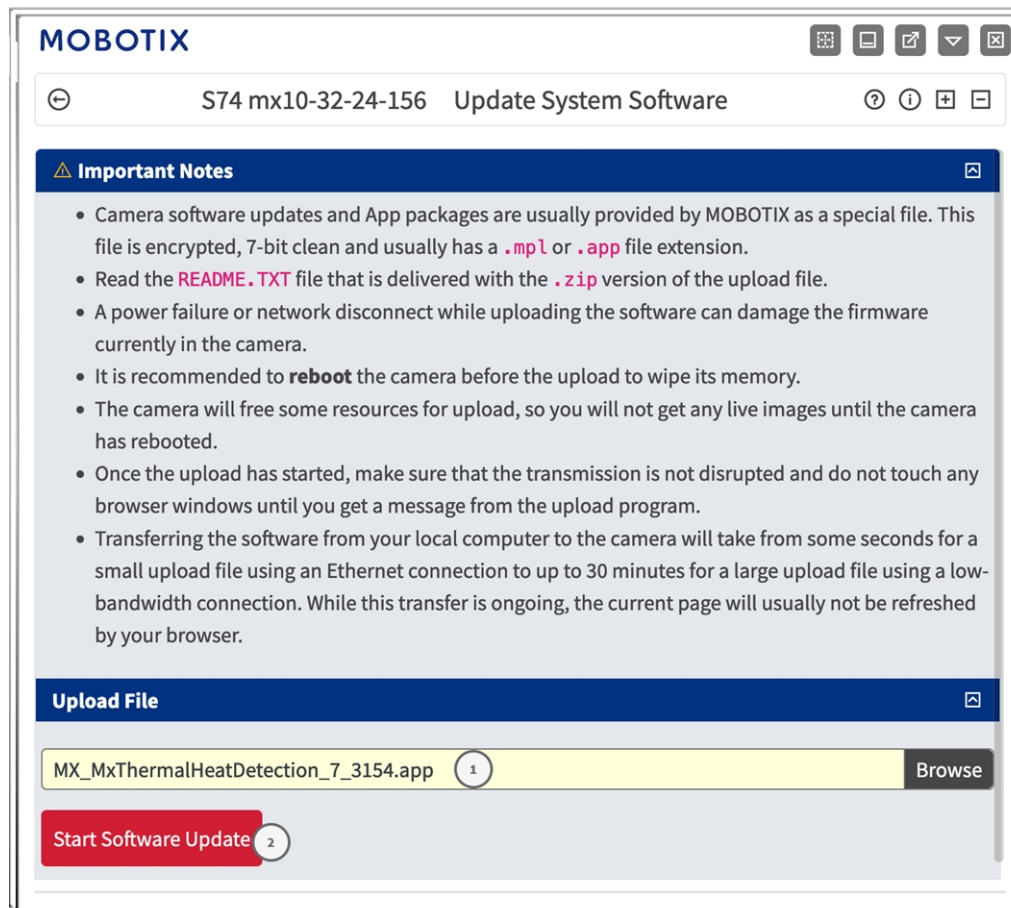 MOBOTIX
S74 mx10-32-24-156 Update System Software
Important Notes
Camera software updates and App packages are usually provided by MOBOTIX as a special file. This
file is encrypted, 7-bit clean and usually has a .mpl or .app file extension.
Read the README.TXT file that is delivered with the .zip version of the upload file.
A power failure or network disconnect while uploading the software can damage the firmware
currently in the camera.
It is recommended to reboot the camera before the upload to wipe its memory.
The camera will free some resources for upload, so you will not get any live images until the camera
has rebooted.
Once the upload has started, make sure that the transmission is not disrupted and do not touch any
browser windows until you get a message from the upload program.
Transferring the software from your local computer to the camera will take from some seconds for a
small upload file using an Ethernet connection to up to 30 minutes for a large upload file using a low-
bandwidth connection. While this transfer is ongoing, the current page will usually not be refreshed
by your browser.
Upload File
MX_MxThermalHeatDetection_7_3154.app 1 Browse
Start Software Update 2